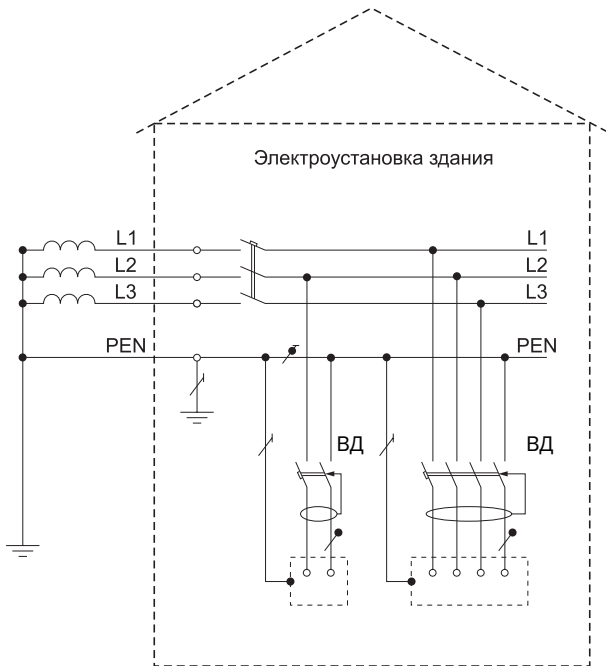 Электроустановка здания
L1 L1
L2 L2
L3 L3
PEN PEN
ВД ВД